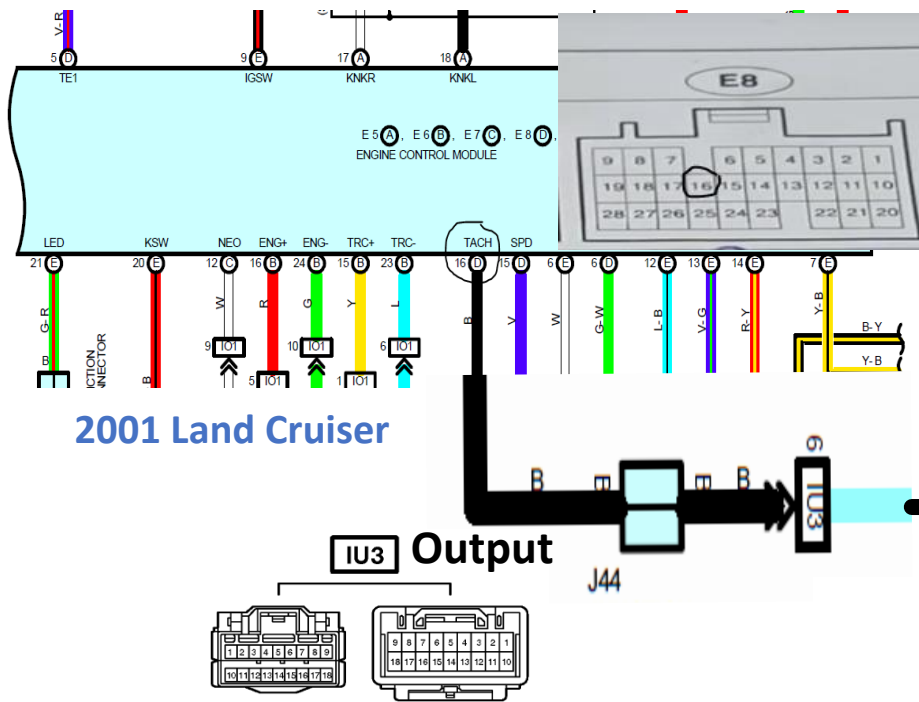 V- R
5 D
9 E
17 A
18 A
TE1
IGSW
KNKR
KNKL
E 5 A , E 6 B , E 7 C , E 8 D ,
ENGINE CONTROL MODULE
E8
9 8 7 6 5 4 3 2 1
19 18 17 16 15 14 13 12 11 10
28 27 26 25 24 23 22 21 20
LED KSW NEO ENG+ ENG- TRC+ TRC- TACH SPD
21 E 20 E 12 C 16 B 24 B 15 B 23 B 16 D 15 D 6 E 6 D 12 E 13 E 14 E 7 E
G- R W R G Y L B V W G-W L- B V- G R- Y Y- B
B- Y
Y- B
9 IO1 10 IO1 6 IO1
B B
5 IO1 1 IO1
2001 Land Cruiser
B E E B 6 IU3
J44
IU3 Output
1 2 3 4 5 6 7 8 9
10 11 12 13 14 15 16 17 18
9 8 7 6 5 4 3 2 1
18 17 16 15 14 13 12 11 10